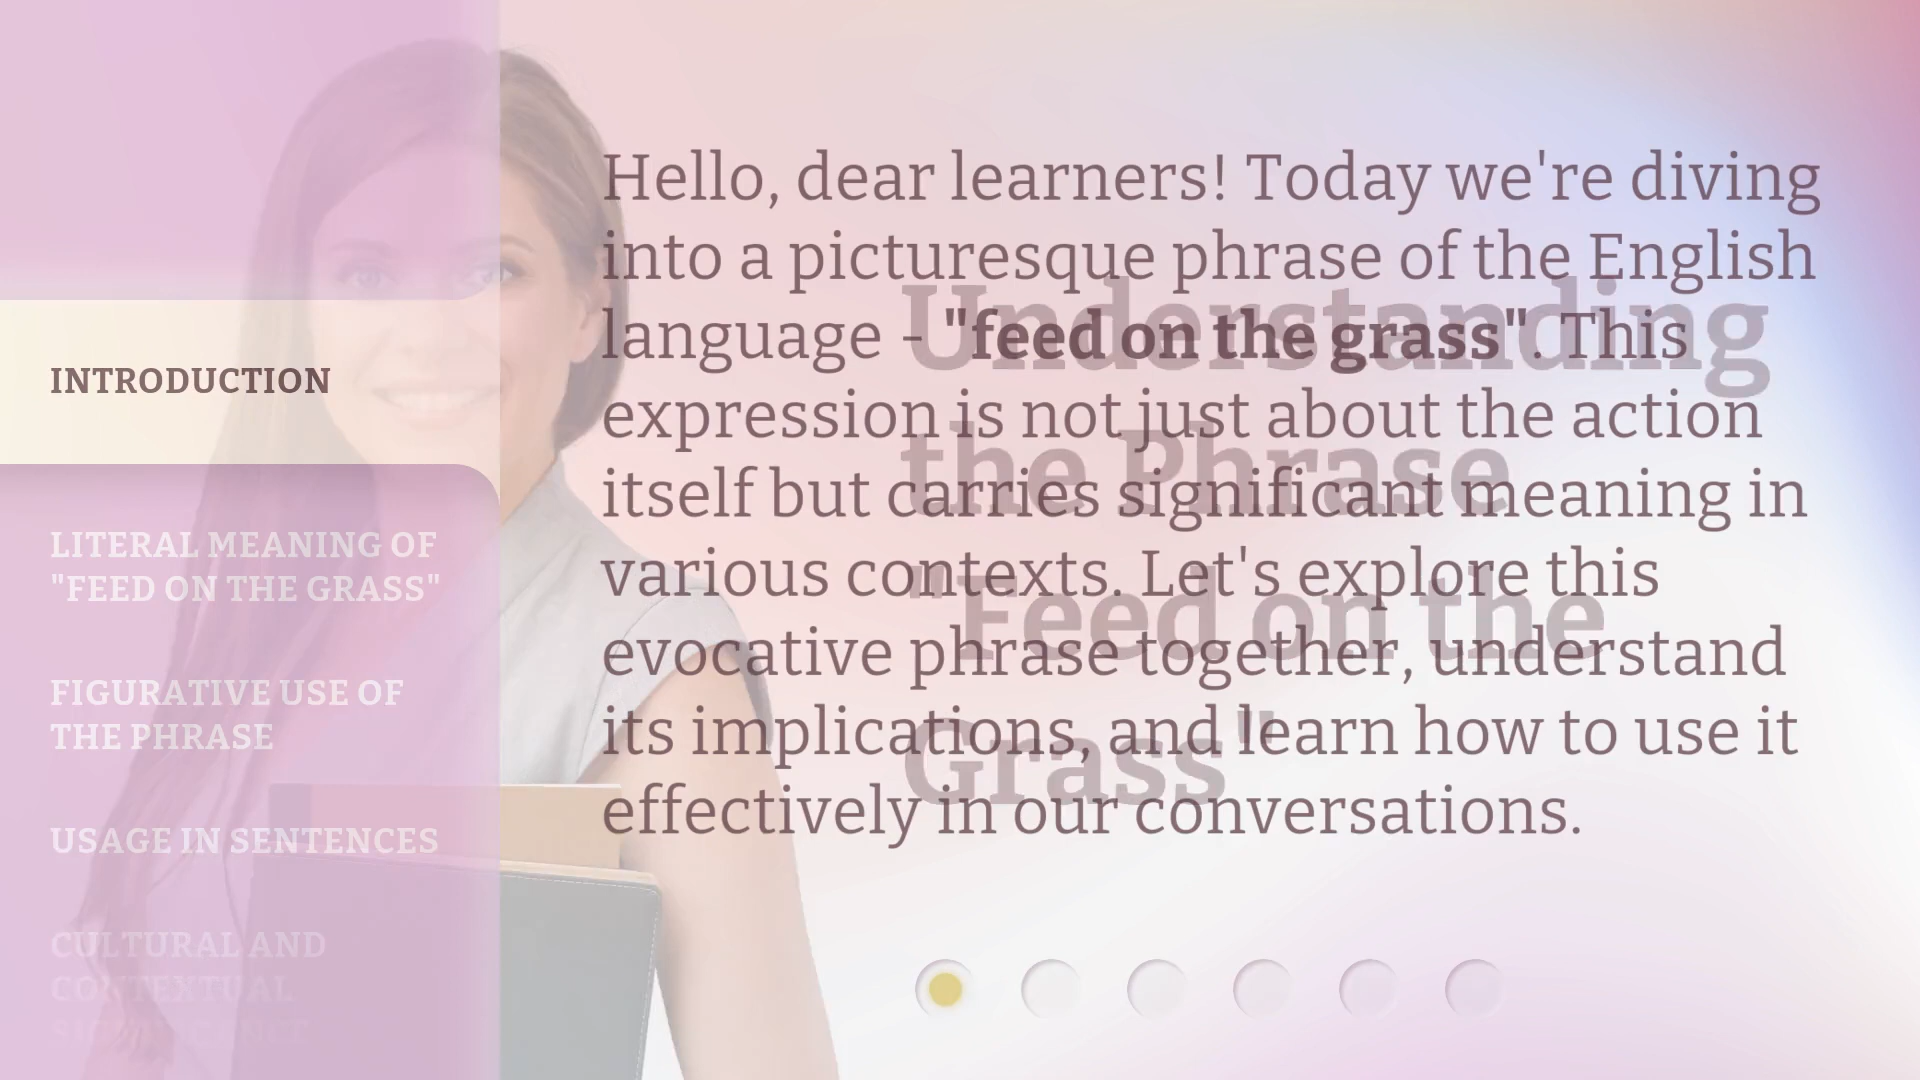 INTRODUCTION
LITERAL MEANING OF
"FEED ON THE GRASS"
FIGURATIVE USE OF
THE PHRASE
USAGE IN SENTENCES
CULTURAL AND
CONTEXTUAL
SIGNIFICANCE
Hello, dear learners! Today we're diving
into a picturesque phrase of the English
language - "feed on the grass". This
expression is not just about the action
itself but carries significant meaning in
various contexts. Let's explore this
evocative phrase together, understand
its implications, and learn how to use it
effectively in our conversations.
Understanding
the Phrase
"Feed on the
Grass"